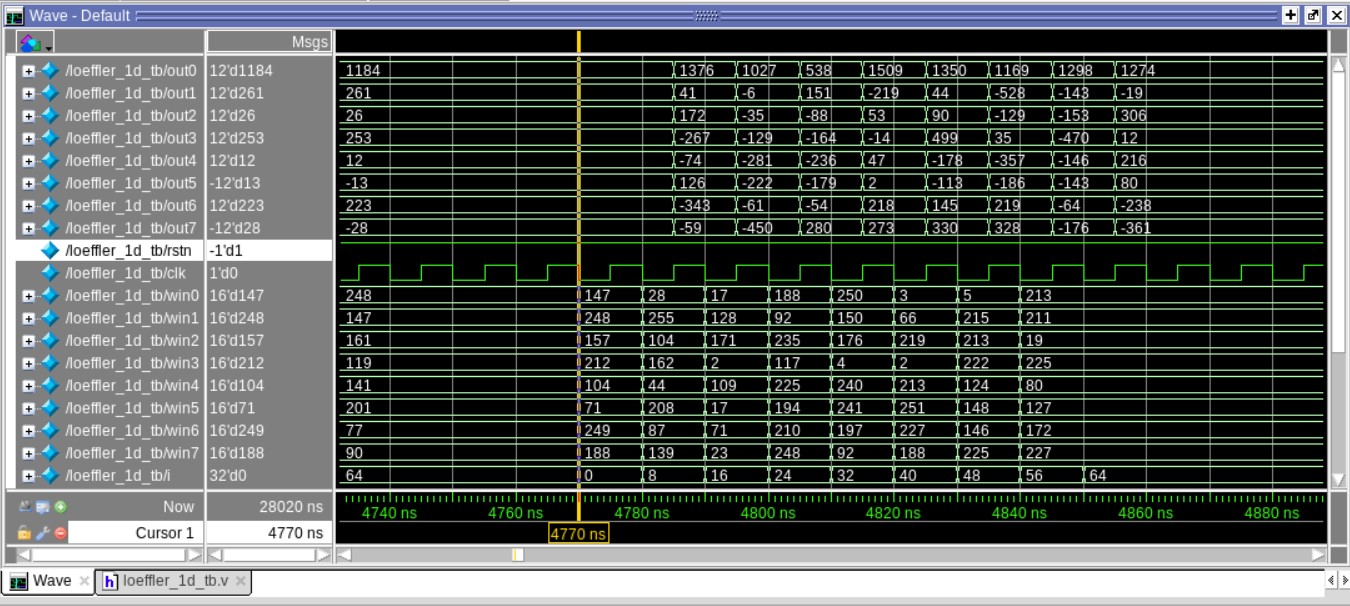 Wave - Default
Msgs
/loeffler_1d_tb/out0 12'd1184 1184 1376 1027 538 1509 1350 1169 1298 1274
/loeffler_1d_tb/out1 12'd261 261 41 -6 151 -219 44 -528 -143 -19
/loeffler_1d_tb/out2 12'd26 26 172 -35 -88 53 90 -129 -153 306
/loeffler_1d_tb/out3 12'd253 253 -267 -129 -164 -14 499 35 -470 12
/loeffler_1d_tb/out4 12'd12 12 -74 -281 -236 47 -178 -357 -146 216
/loeffler_1d_tb/out5 -12'd13 -13 126 -222 -179 2 -113 -186 -143 80
/loeffler_1d_tb/out6 12'd223 223 -343 -61 -54 218 145 219 -64 -238
/loeffler_1d_tb/out7 -12'd28 -28 -59 -450 280 273 330 328 -176 -361
/loeffler_1d_tb/rstn -1'd1
/loeffler_1d_tb/clk 1'd0
/loeffler_1d_tb/win0 16'd147 248 147 28 17 188 250 3 5 213
/loeffler_1d_tb/win1 16'd248 147 248 255 128 92 150 66 215 211
/loeffler_1d_tb/win2 16'd157 161 157 104 171 235 176 219 213 19
/loeffler_1d_tb/win3 16'd212 119 212 162 2 117 4 2 222 225
/loeffler_1d_tb/win4 16'd104 141 104 44 109 225 240 213 124 80
/loeffler_1d_tb/win5 16'd71 201 71 208 17 194 241 251 148 127
/loeffler_1d_tb/win6 16'd249 77 249 87 71 210 197 227 146 172
/loeffler_1d_tb/win7 16'd188 90 188 139 23 248 92 188 225 227
/loeffler_1d_tb/i 32'd0 64 0 8 16 24 32 40 48 56 64
Now 28020 ns 4740 ns 4760 ns 4780 ns 4800 ns 4820 ns 4840 ns 4860 ns 4880 ns
Cursor 1 4770 ns 4770 ns
Wave loeffler_1d_tb.v